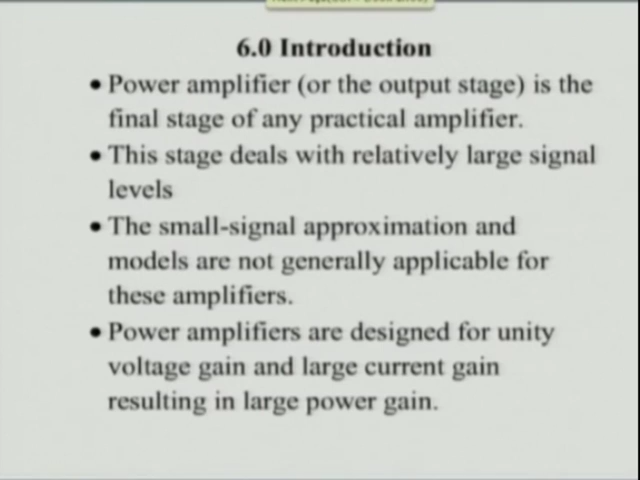 6.0 Introduction
• Power amplifier (or the output stage) is the
final stage of any practical amplifier.
• This stage deals with relatively large signal
levels
• The small-signal approximation and
models are not generally applicable for
these amplifiers.
• Power amplifiers are designed for unity
voltage gain and large current gain
resulting in large power gain.